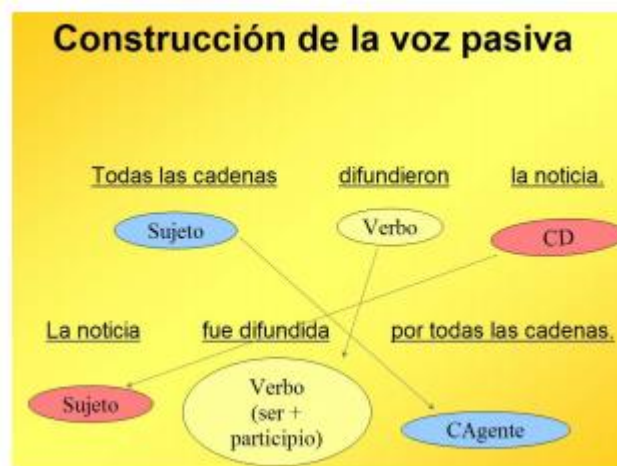 Construcción de la voz pasiva
Todas las cadenas difundieron la noticia.
Sujeto Verbo CD
La noticia fue difundida por todas las cadenas.
Sujeto Verbo (ser + participio) CAgente